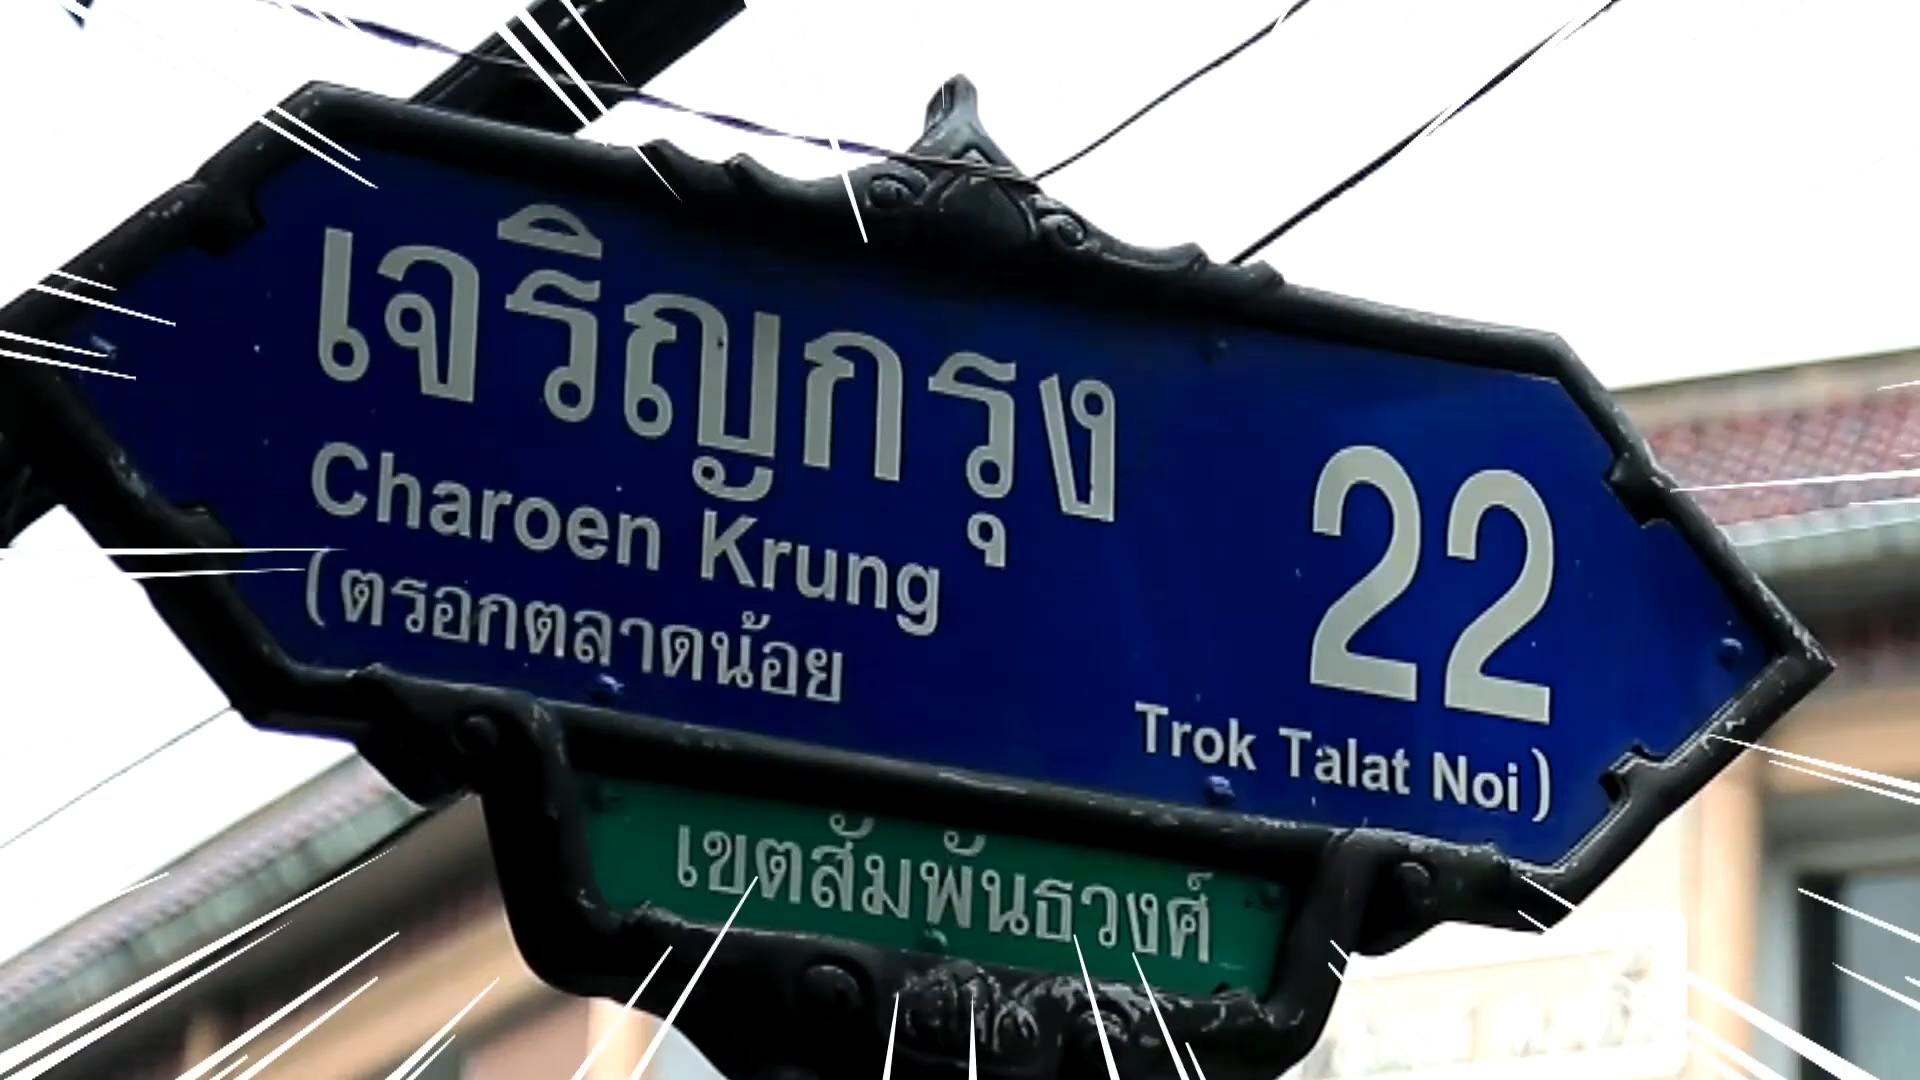 เจริญกรุง 22
Charoen Krung
(ตรอกตลาดน้อย
Trok Talat Noi)
เขตสัมพันธวงศ์